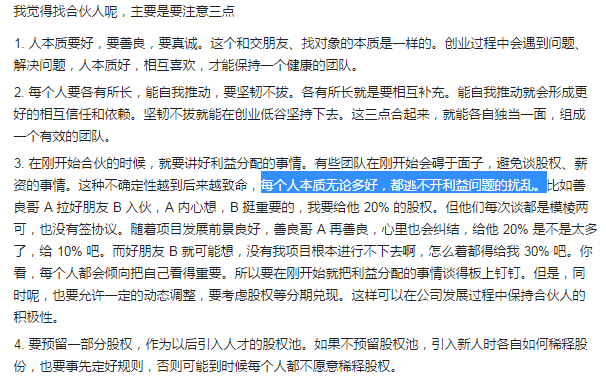 我觉得找合伙人呢，主要是要注意三点
1. 人本质要好，要善良，要真诚。这个和交朋友、找对象的本质是一样的。创业过程中会遇到问题、
解决问题，人本质好，相互喜欢，才能保持一个健康的团队。
2. 每个人要各有所长，能自我推动，要坚韧不拔。各有所长就是要相互补充。能自我推动就会形成更
好的相互信任和依赖。坚韧不拔就能在创业低谷坚持下去。这三点合起来，就能各自独当一面，组成
一个有效的团队。
3. 在刚开始合伙的时候，就要讲好利益分配的事情。有些团队在刚开始会碍于面子，避免谈股权、薪
资的事情。这种不确定性越到后来越致命，每个人本质无论多好，都逃不开利益问题的扰乱。比如善
良哥 A 拉好朋友 B 入伙，A 内心想，B 挺重要的，我要给他 20% 的股权。但他们每次谈都是模棱两
可，也没有签协议。随着项目发展前景良好，善良哥 A 再善良，心里也会纠结，给他 20% 是不是太多
了，给 10% 吧。而好朋友 B 就可能想，没有我项目根本进行不下去啊，怎么着都得给我 30% 吧。你
看，每个人都会倾向把自己看得重要。所以要在刚开始就把利益分配的事情谈得板上钉钉。但是，同
时呢，也要允许一定的动态调整，要考虑股权等分期兑现。这样可以在公司发展过程中保持合伙人的
积极性。
4. 要预留一部分股权，作为以后引入人才的股权池。如果不预留股权池，引入新人时各自如何稀释股
份，也要事先定好规则，否则可能到时候每个人都不愿意稀释股权。